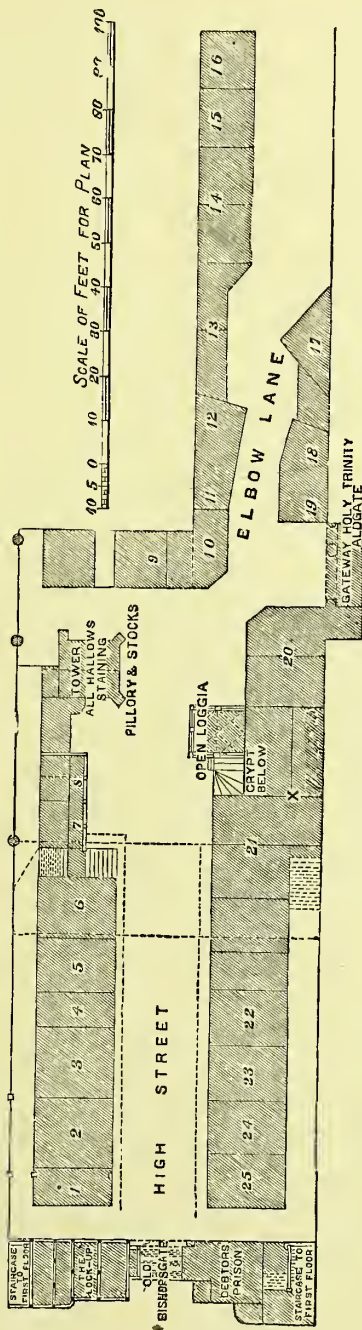 SCALE OF FEET FOR PLAN
10 5 0 10 20 30 40 50 60 70 80 90 100
STAIRCASE
TO
FIRST FLOOR
THE
LOCK-UP
OLD
BISHOPSGATE
DEBTORS
PRISON
STAIRCASE TO
FIRST FLOOR
1
2
3
4
5
6
7
8
TOWER
ALL HALLOWS
STAINING
PILLORY & STOCKS
9
10
11
12
13
14
15
16
HIGH STREET
ELBOW LANE
OPEN LOGGIA
CRYPT
BELOW
X
17
18
19
GATEWAY HOLY TRINITY
ALDGATE
20
21
22
23
24
25